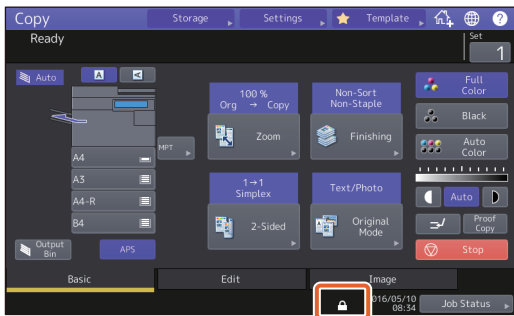 Copy
Storage
Settings
Template
?
Ready
Set
1
Auto
A
A
MPT
A4
A3
A4-R
B4
Output
Bin
APS
100 %
Org → Copy
Zoom
Non-Sort
Non-Staple
Finishing
1→1
Simplex
2-Sided
Text/Photo
Original
Mode
Full
Color
Black
Auto
Color
Auto
Proof
Copy
Stop
Basic
Edit
Image
016/05/10
08:34
Job Status